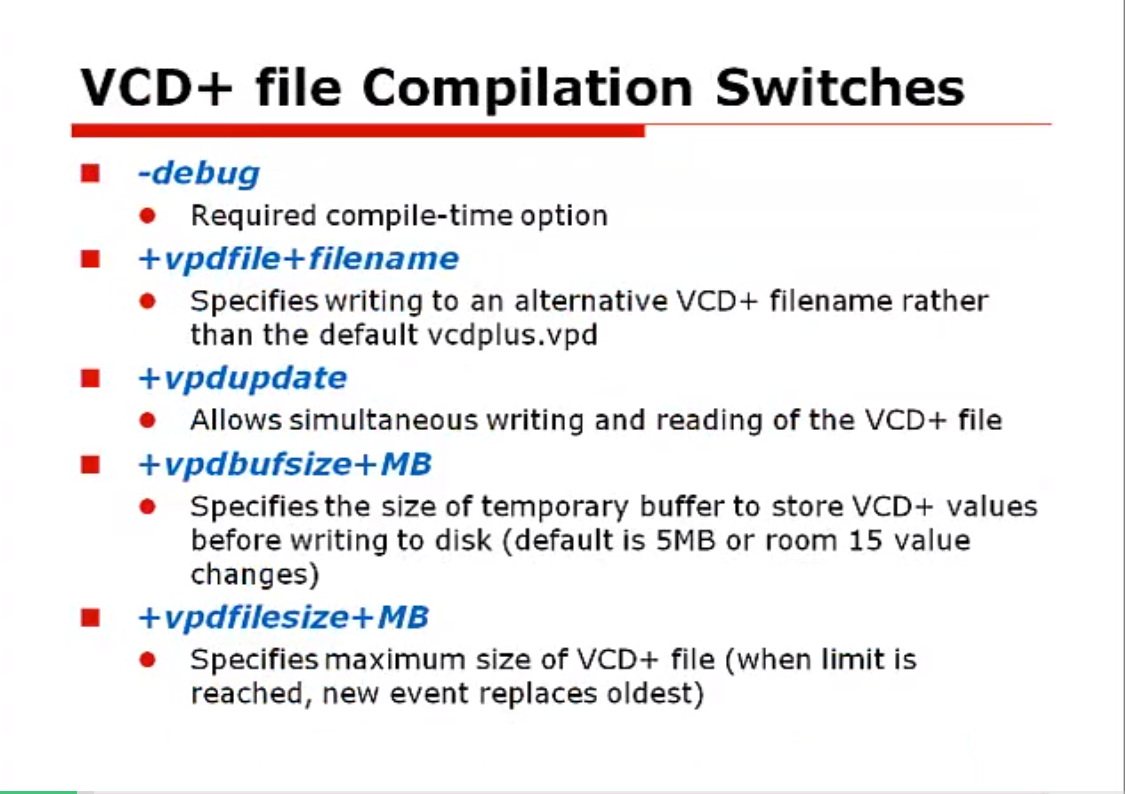 VCD+ file Compilation Switches
-debug
Required compile-time option
+vpdfile+filename
Specifies writing to an alternative VCD+ filename rather
than the default vcdplus.vpd
+vpdupdate
Allows simultaneous writing and reading of the VCD+ file
+vpdbufsize+MB
Specifies the size of temporary buffer to store VCD+ values
before writing to disk (default is 5MB or room 15 value
changes)
+vpdfilesize+MB
Specifies maximum size of VCD+ file (when limit is
reached, new event replaces oldest)